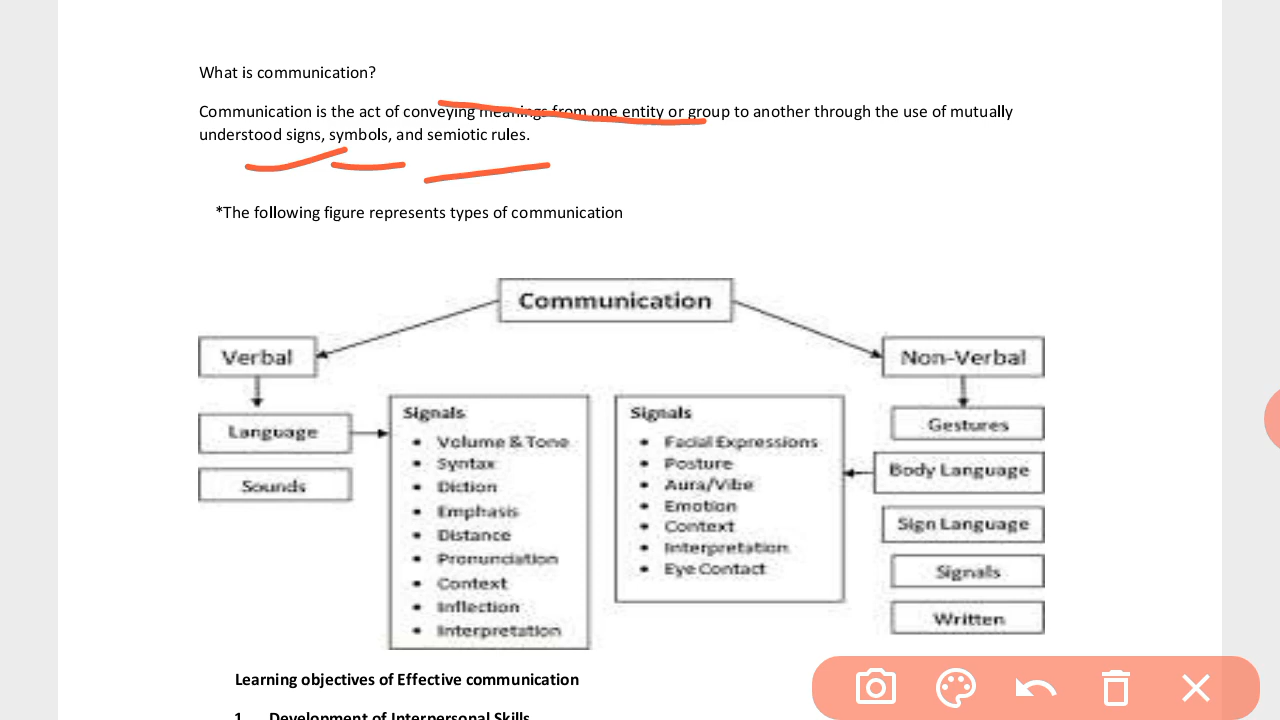 What is communication?
Communication is the act of conveying meanings from one entity or group to another through the use of mutually
understood signs, symbols, and semiotic rules.
*The following figure represents types of communication
Communication
Verbal
Language
Sounds
Signals
• Volume & Tone
• Syntax
• Diction
• Emphasis
• Distance
• Pronunciation
• Context
• Inflection
• Interpretation
Signals
• Facial Expressions
• Posture
• Aura/Vibe
• Emotion
• Context
• Interpretation
• Eye Contact
Non-Verbal
Gestures
Body Language
Sign Language
Signals
Written
Learning objectives of Effective communication
1. Development of Interpersonal Skills